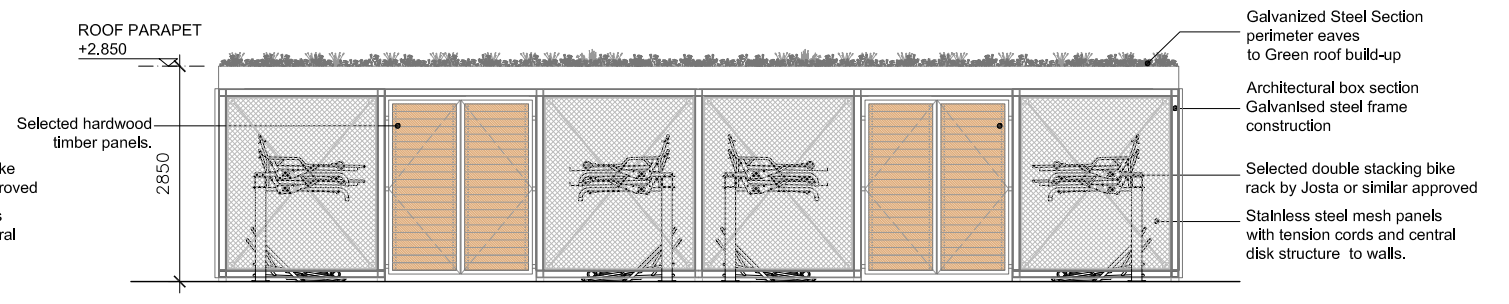 ROOF PARAPET
+2.850
Selected hardwood
timber panels.
2850
Galvanized Steel Section
perimeter eaves
to Green roof build-up
Architectural box section
Galvanised steel frame
construction
Selected double stacking bike
rack by Josta or similar approved
Stainless steel mesh panels
with tension cords and central
disk structure to walls.